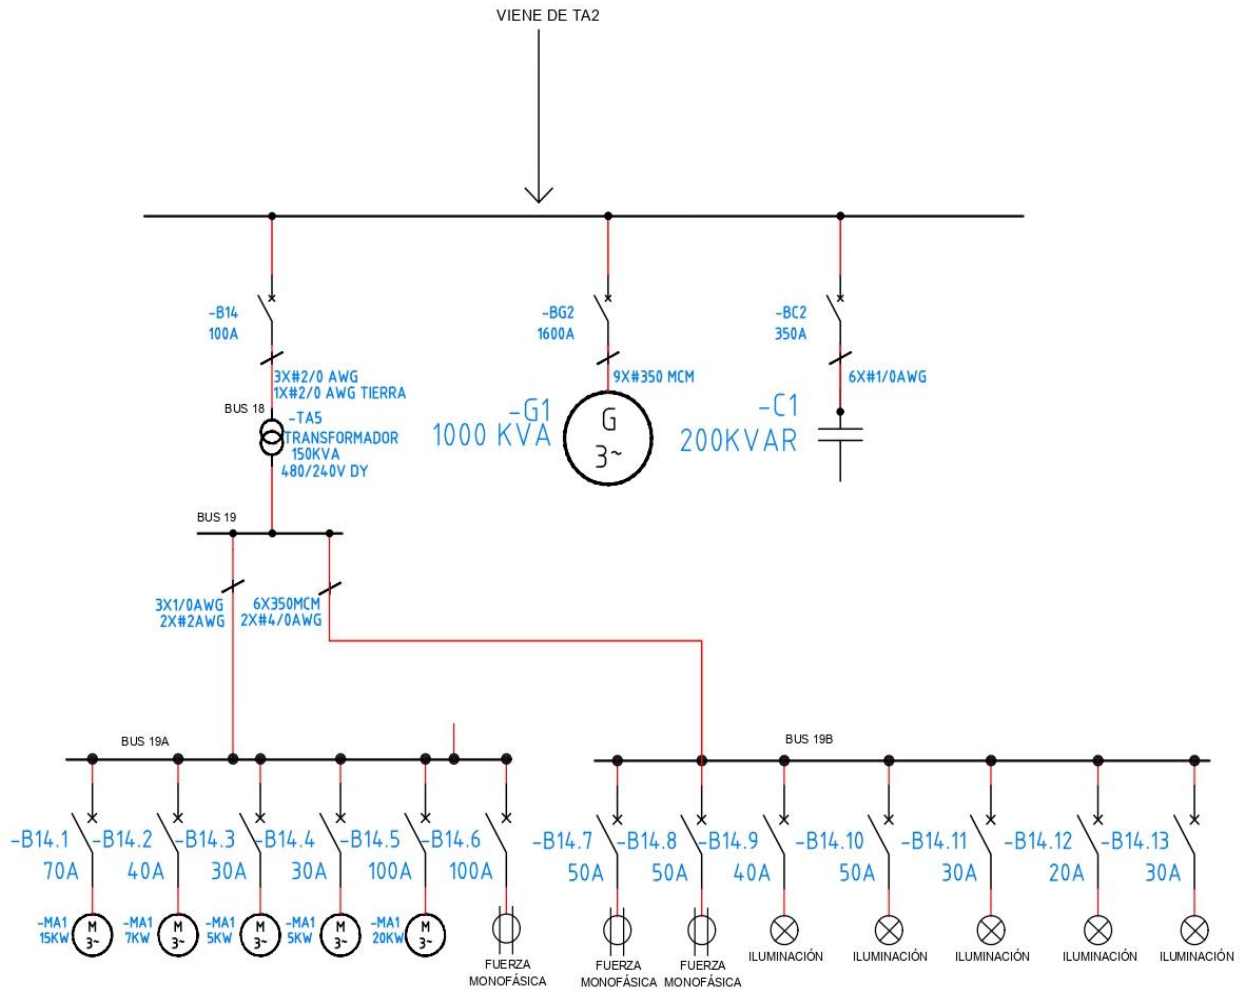 VIENE DE TA2
-B14
100A
-BG2
1600A
-BC2
350A
3X#2/0 AWG
1X#2/0 AWG TIERRA
9X#350 MCM
6X#1/0AWG
BUS 18
-TA5
TRANSFORMADOR
150KVA
480/240V DY
-G1
1000 KVA
G
3~
-C1
200KVAR
BUS 19
3X1/0AWG
2X#2AWG
6X350MCM
2X#4/0AWG
BUS 19A
BUS 19B
-B14.1
70A
-B14.2
40A
-B14.3
30A
-B14.4
30A
-B14.5
100A
-B14.6
100A
-B14.7
50A
-B14.8
50A
-B14.9
40A
-B14.10
50A
-B14.11
30A
-B14.12
20A
-B14.13
30A
-MA1
15KW
M
3~
-MA1
7KW
M
3~
-MA1
5KW
M
3~
-MA1
5KW
M
3~
-MA1
20KW
M
3~
FUERZA
MONOFÁSICA
FUERZA
MONOFÁSICA
FUERZA
MONOFÁSICA
ILUMINACIÓN
ILUMINACIÓN
ILUMINACIÓN
ILUMINACIÓN
ILUMINACIÓN